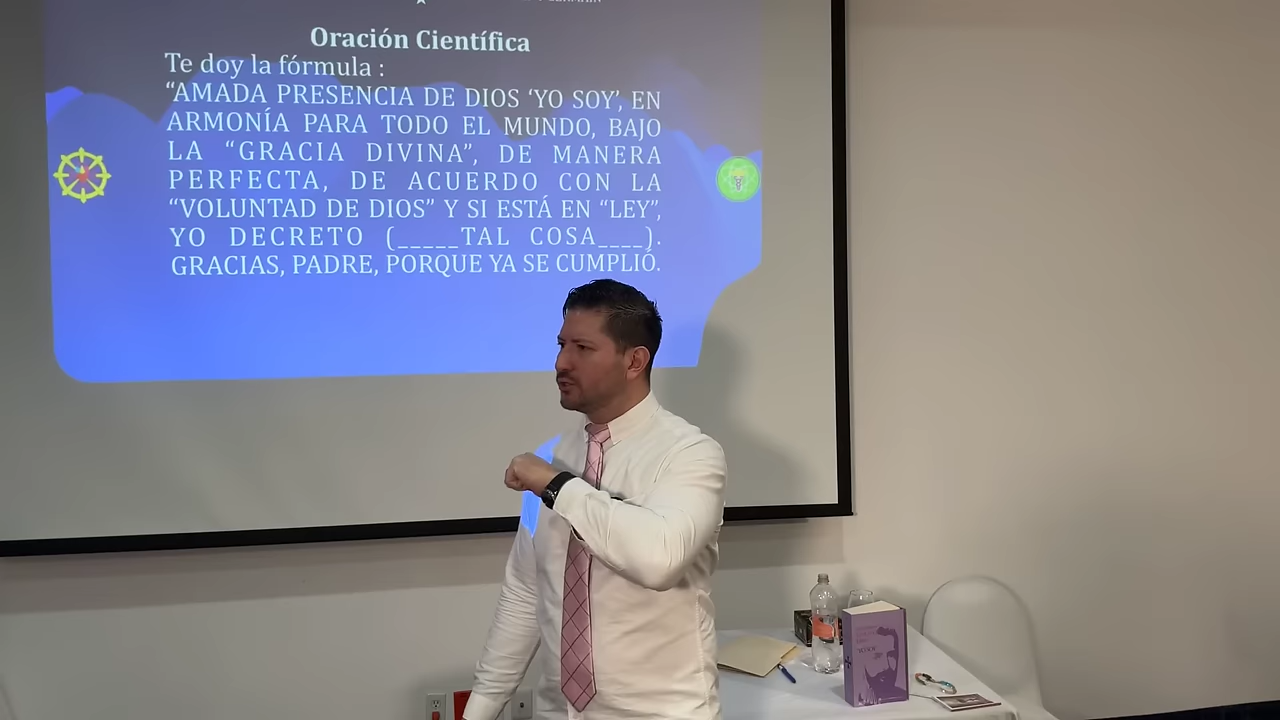 Oración Científica
Te doy la fórmula :
“AMADA PRESENCIA DE DIOS ‘YO SOY’, EN
ARMONÍA PARA TODO EL MUNDO, BAJO
LA “GRACIA DIVINA”, DE MANERA
PERFECTA, DE ACUERDO CON LA
“VOLUNTAD DE DIOS” Y SI ESTÁ EN “LEY”,
YO DECRETO (_____TAL COSA____).
GRACIAS, PADRE, PORQUE YA SE CUMPLIÓ.